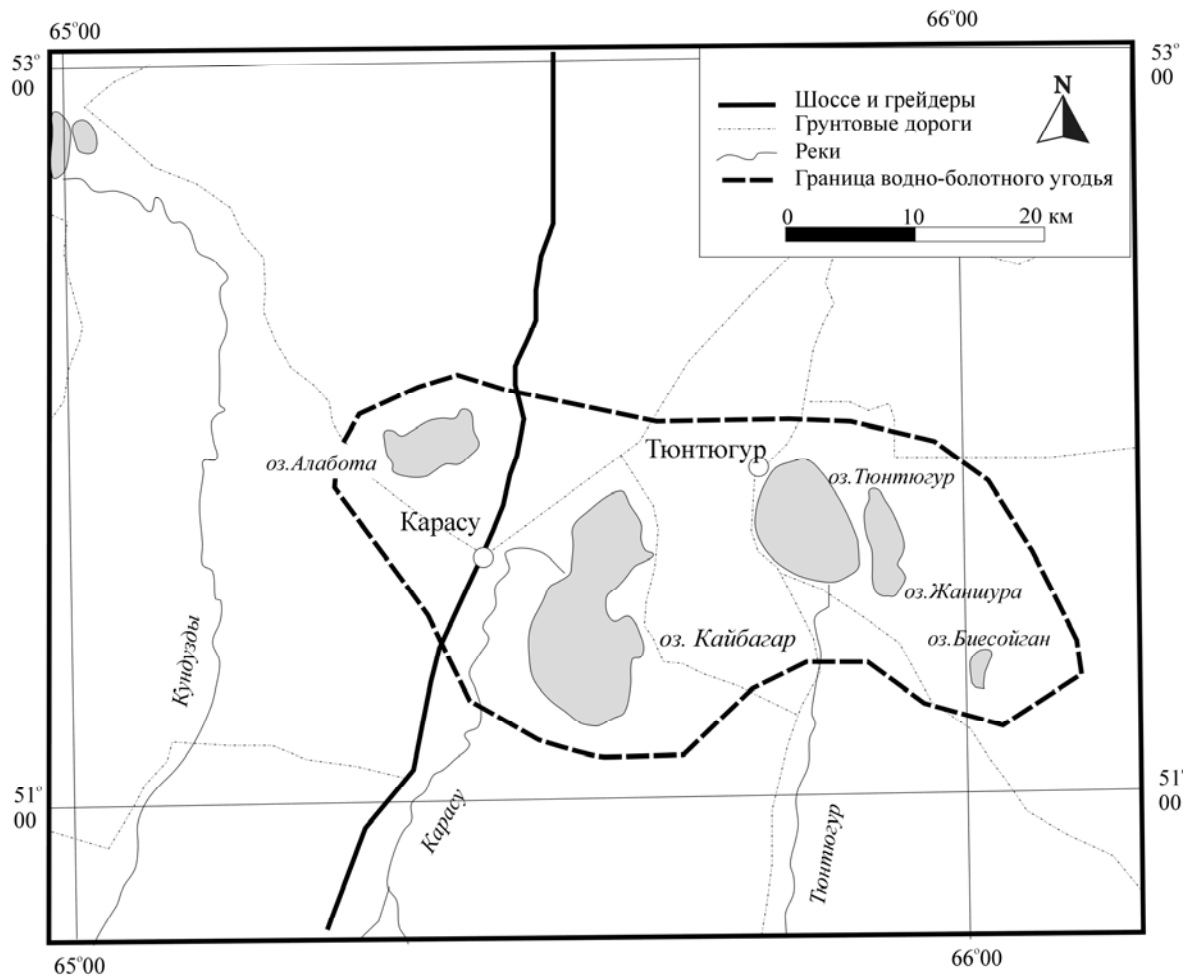 65°00
66°00
53°
00
53°
00
N
Шоссе и грейдеры
Грунтовые дороги
Реки
Граница водно-болотного угодья
0 10 20 км
оз.Алабота
Тюнтюгур
оз.Тюнтюгур
Карасу
оз.Жаншура
оз. Кайбагар
оз.Биесойган
Кундузды
Карасу
Тюнтюгур
51°
00
51°
00
65°00
66°00